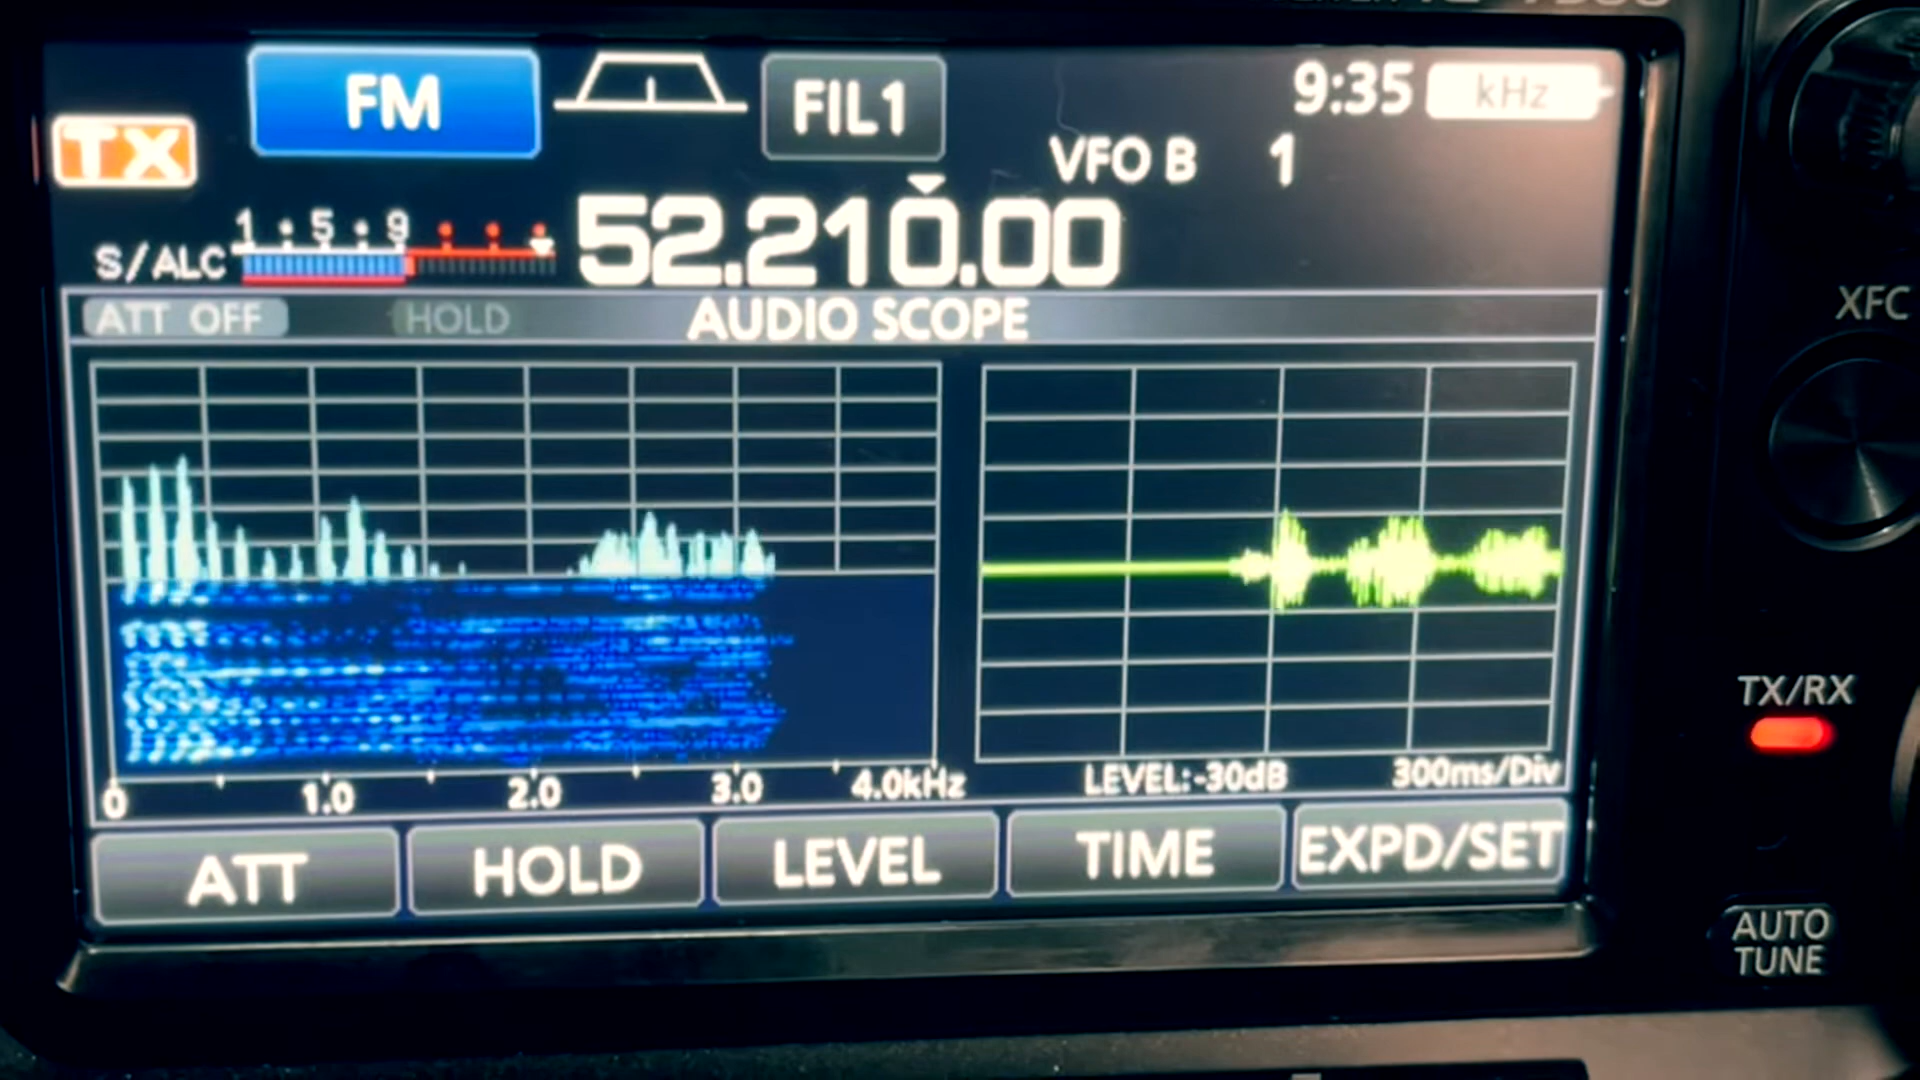 FM
FIL1
9:35
kHz
TX
VFO B 1
1 · 5 · 9
S/ALC
52.210.00
ATT OFF
HOLD
AUDIO SCOPE
XFC
TX/RX
LEVEL:-30dB
300ms/Div
0 1.0 2.0 3.0 4.0kHz
ATT
HOLD
LEVEL
TIME
EXPD/SET
AUTO
TUNE